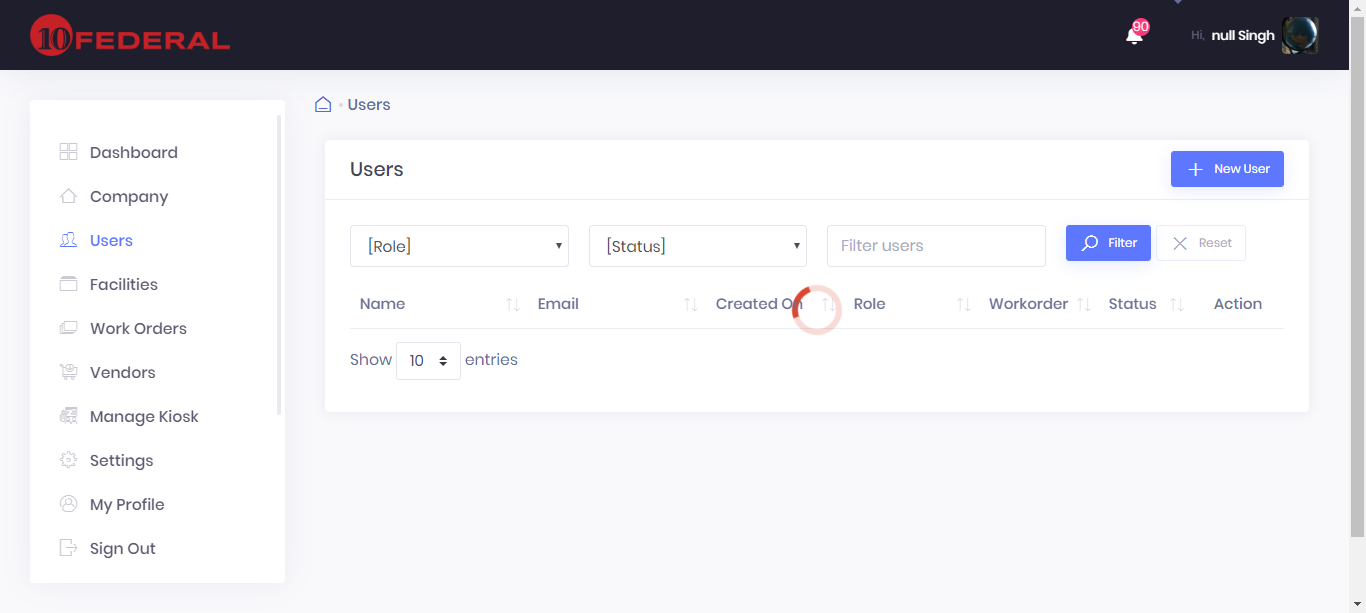 10 FEDERAL
90
Hi, null Singh
Dashboard
Company
Users
Facilities
Work Orders
Vendors
Manage Kiosk
Settings
My Profile
Sign Out
Users
Users
New User
[Role] [Status] Filter users Filter Reset
Name Email Created On Role Workorder Status Action
Show 10 entries